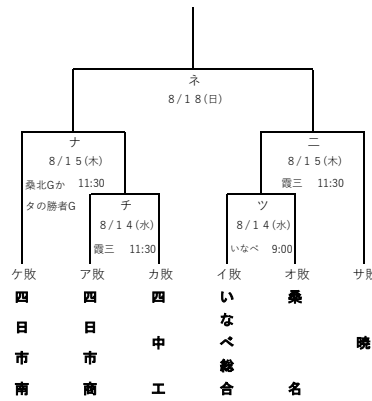 ネ
8/18(日)
ナ
8/15(木)
桑北Gか 11:30
タの勝者G
ニ
8/15(木)
霞三 11:30
チ
8/14(水)
霞三 11:30
ツ
8/14(水)
いなべ 9:00
ケ敗 ア敗 カ敗 イ敗 オ敗 サ敗
四日市南
四日市商
四中工
いなべ総合
桑名
暁